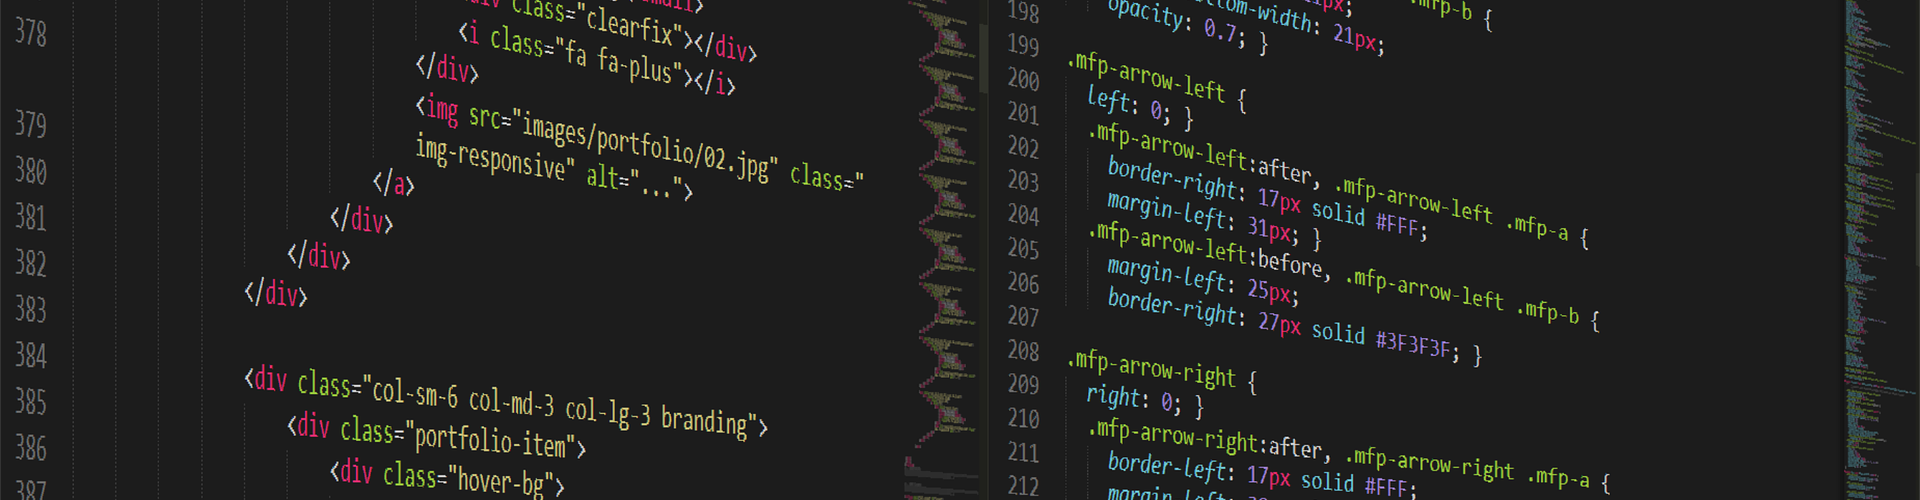 378
379
380
381
382
383
384
385
386
387
class="clearfix"></div>
<i class="fa fa-plus"></i>
</div>
<img src="images/portfolio/02.jpg" class="
img-responsive" alt="...">
</a>
</div>
</div>
</div>
<div class="col-sm-6 col-md-3 col-lg-3 branding">
<div class="portfolio-item">
<div class="hover-bg">
198
199
200
201
202
203
204
205
206
207
208
209
210
211
212
.mfp-b {
-width: 21px;
opacity: 0.7; }
.mfp-arrow-left {
left: 0; }
.mfp-arrow-left:after, .mfp-arrow-left .mfp-a {
border-right: 17px solid #FFF;
margin-left: 31px; }
.mfp-arrow-left:before, .mfp-arrow-left .mfp-b {
margin-left: 25px;
border-right: 27px solid #3F3F3F; }
.mfp-arrow-right {
right: 0; }
.mfp-arrow-right:after, .mfp-arrow-right .mfp-a {
border-left: 17px solid #FFF;